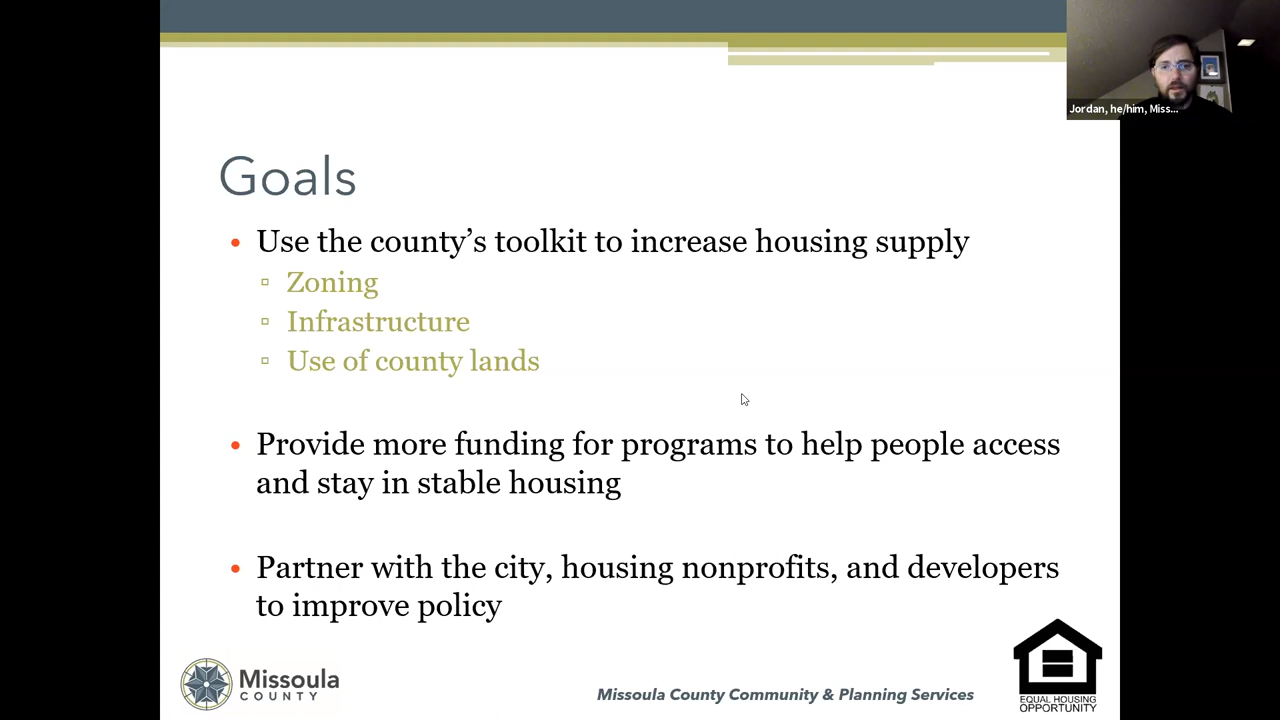 Jordan, he/him, Miss...
Goals
• Use the county’s toolkit to increase housing supply
▫ Zoning
▫ Infrastructure
▫ Use of county lands
• Provide more funding for programs to help people access
and stay in stable housing
• Partner with the city, housing nonprofits, and developers
to improve policy
Missoula
COUNTY
Missoula County Community & Planning Services
EQUAL HOUSING
OPPORTUNITY